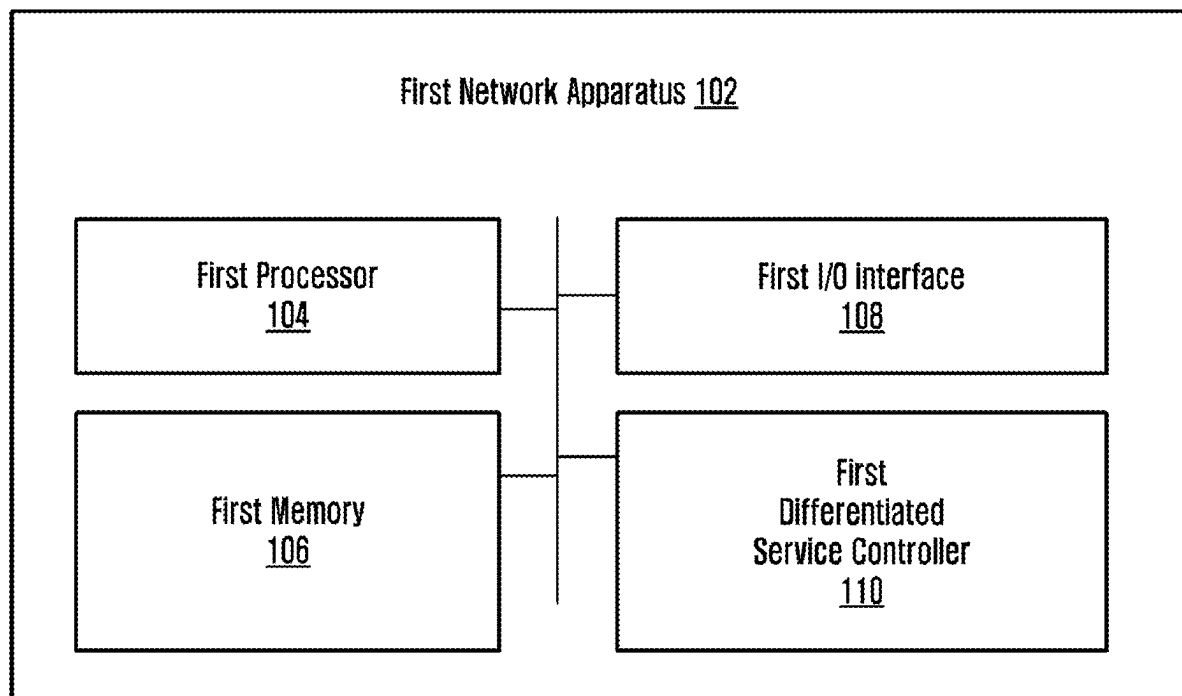 First Network Apparatus 102
First Processor
104
First I/O interface
108
First Memory
106
First
Differentiated
Service Controller
110